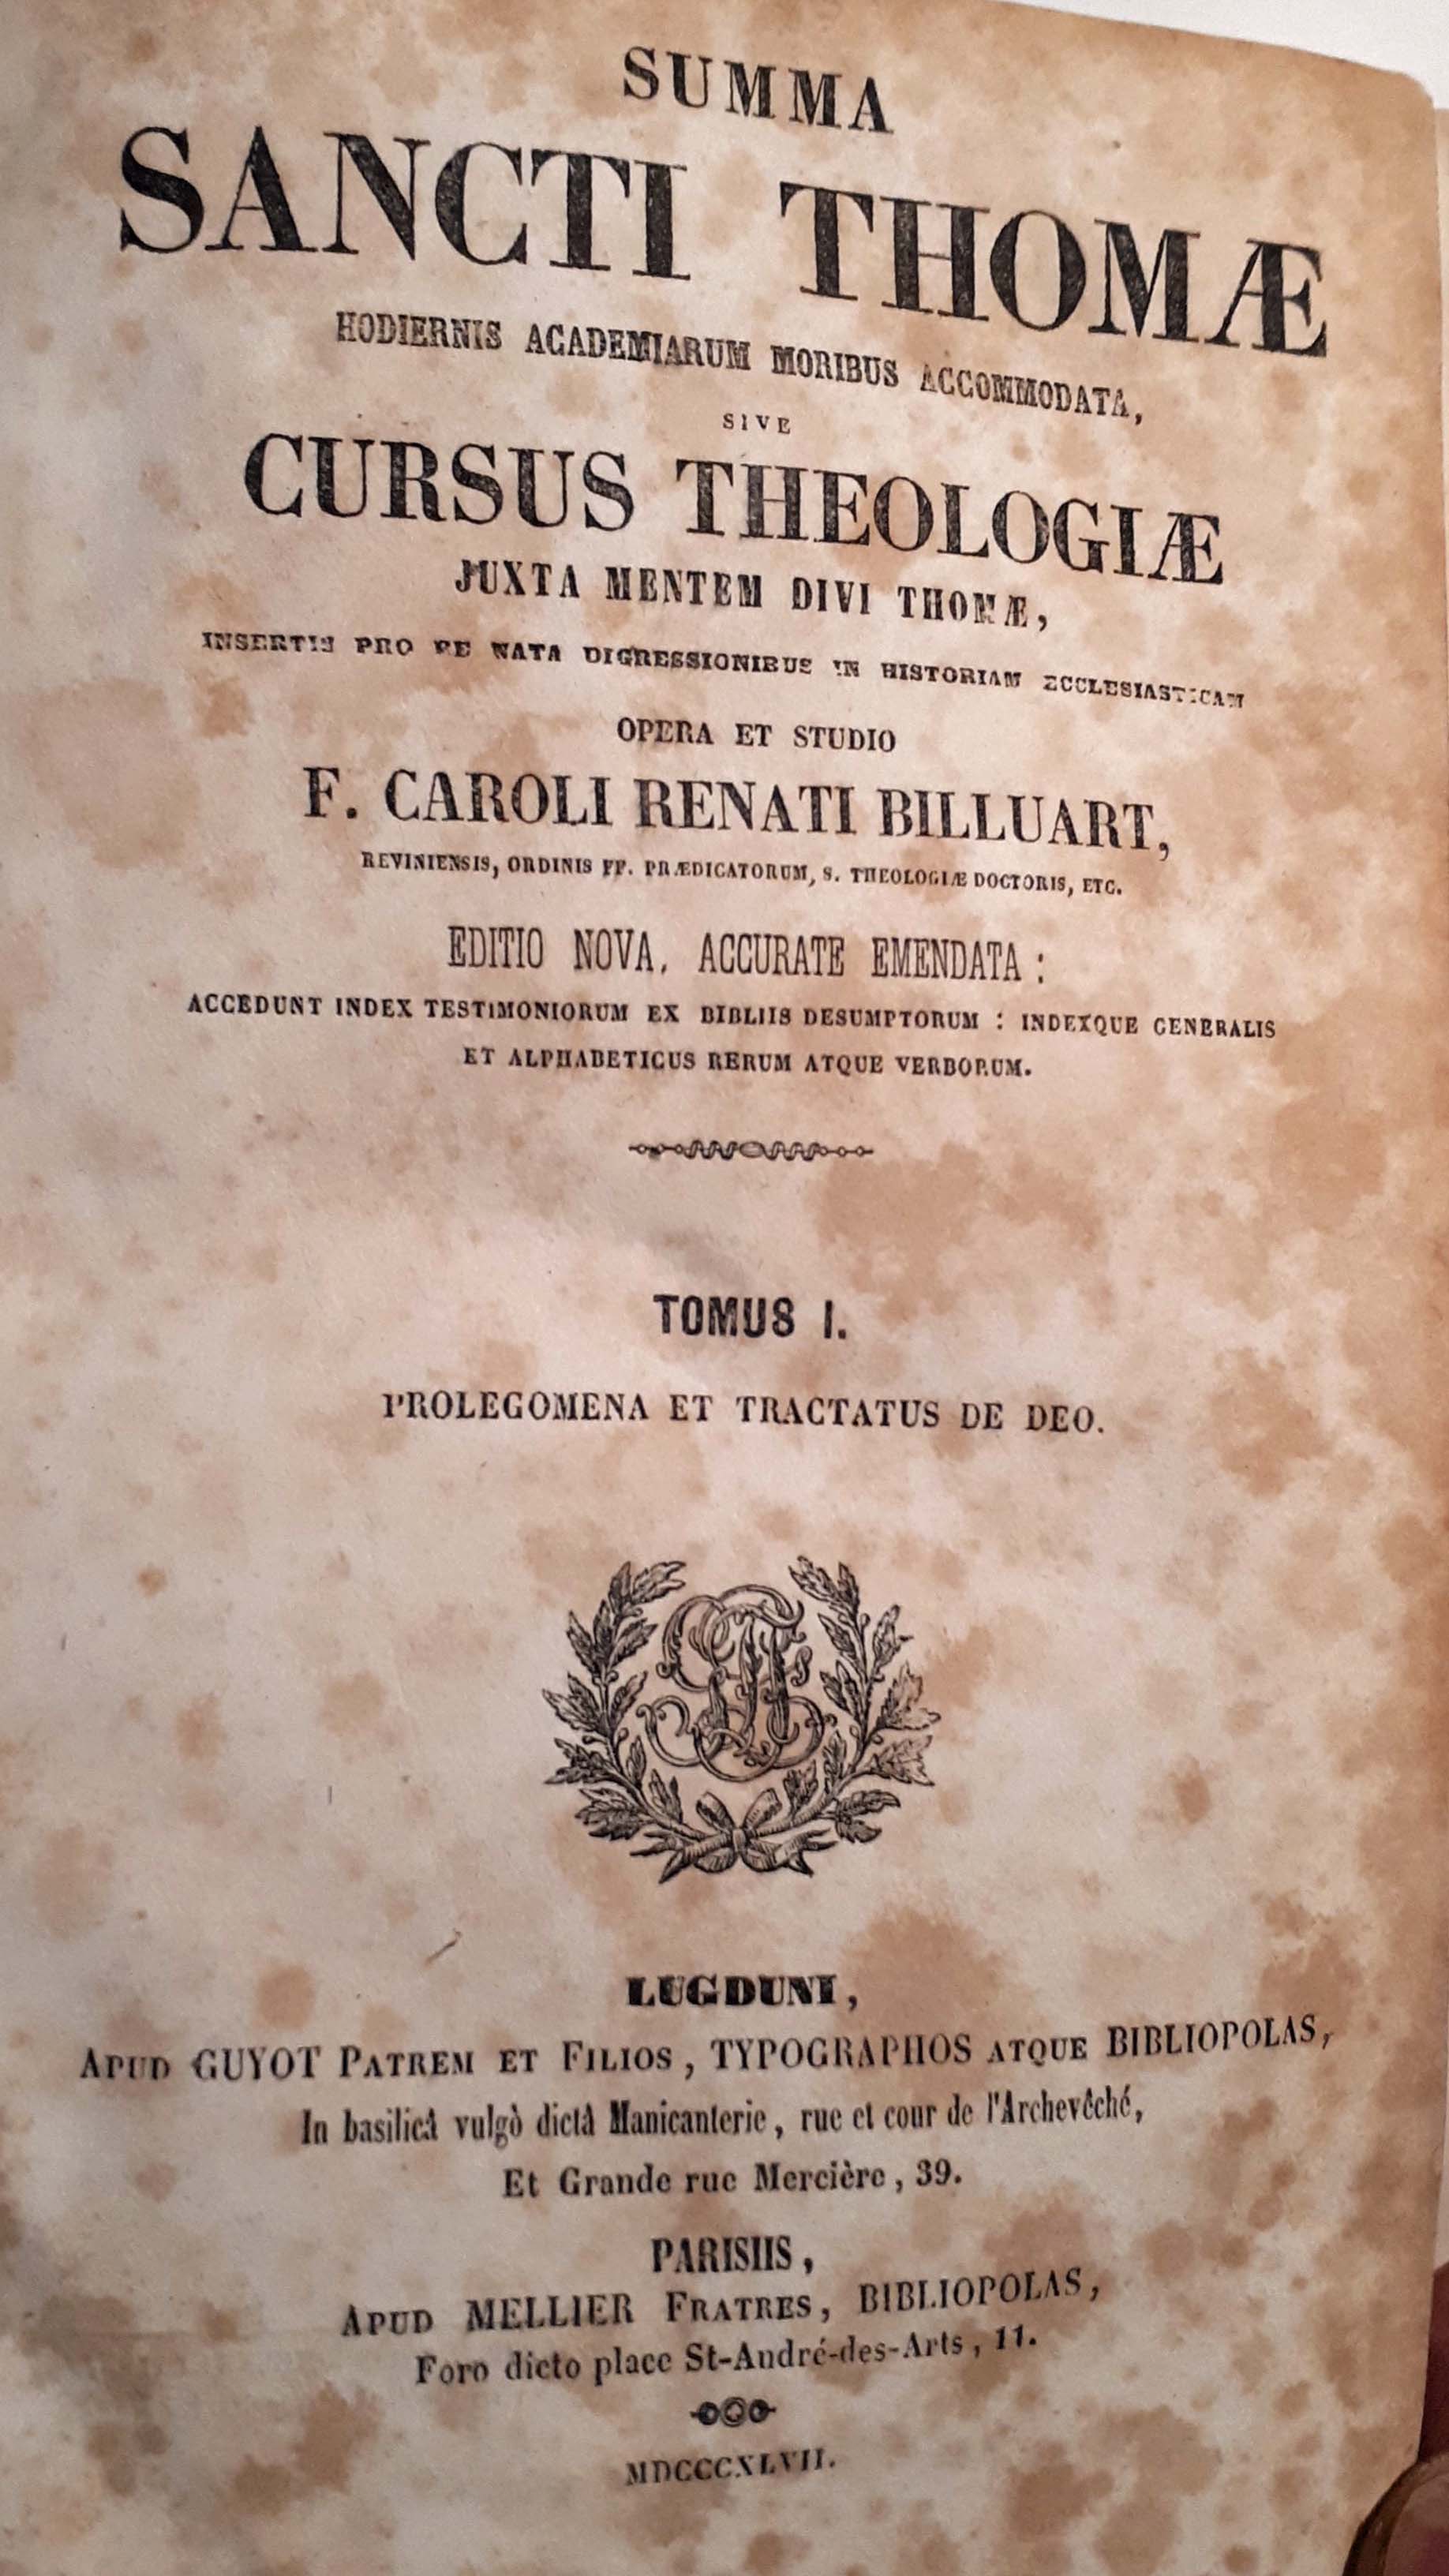 SUMMA
SANCTI THOMÆ
HODIERNIS ACADEMIARUM MORIBUS ACCOMMODATA,
SIVE
CURSUS THEOLOGIÆ
JUXTA MENTEM DIVI THOMÆ,
INSERTIS PRO RE NATA DIGRESSIONIBUS IN HISTORIAM ECCLESIASTICAM
OPERA ET STUDIO
F. CAROLI RENATI BILLUART,
REVINIENSIS, ORDINIS FF. PRÆDICATORUM, S. THEOLOGIÆ DOCTORIS, ETC.
EDITIO NOVA, ACCURATE EMENDATA :
ACCEDUNT INDEX TESTIMONIORUM EX BIBLIIS DESUMPTORUM : INDEXQUE GENERALIS
ET ALPHABETICUS RERUM ATQUE VERBORUM.
TOMUS I.
PROLEGOMENA ET TRACTATUS DE DEO.
LUGDUNI,
APUD GUYOT PATREM ET FILIOS, TYPOGRAPHOS ATQUE BIBLIOPOLAS,
In basilicâ vulgò dictâ Manicanterie, rue et cour de l'Archevêché,
Et Grande rue Mercière, 39.
PARISIIS,
APUD MELLIER FRATRES, BIBLIOPOLAS,
Foro dicto place St-André-des-Arts, 11.
MDCCCXLVII.